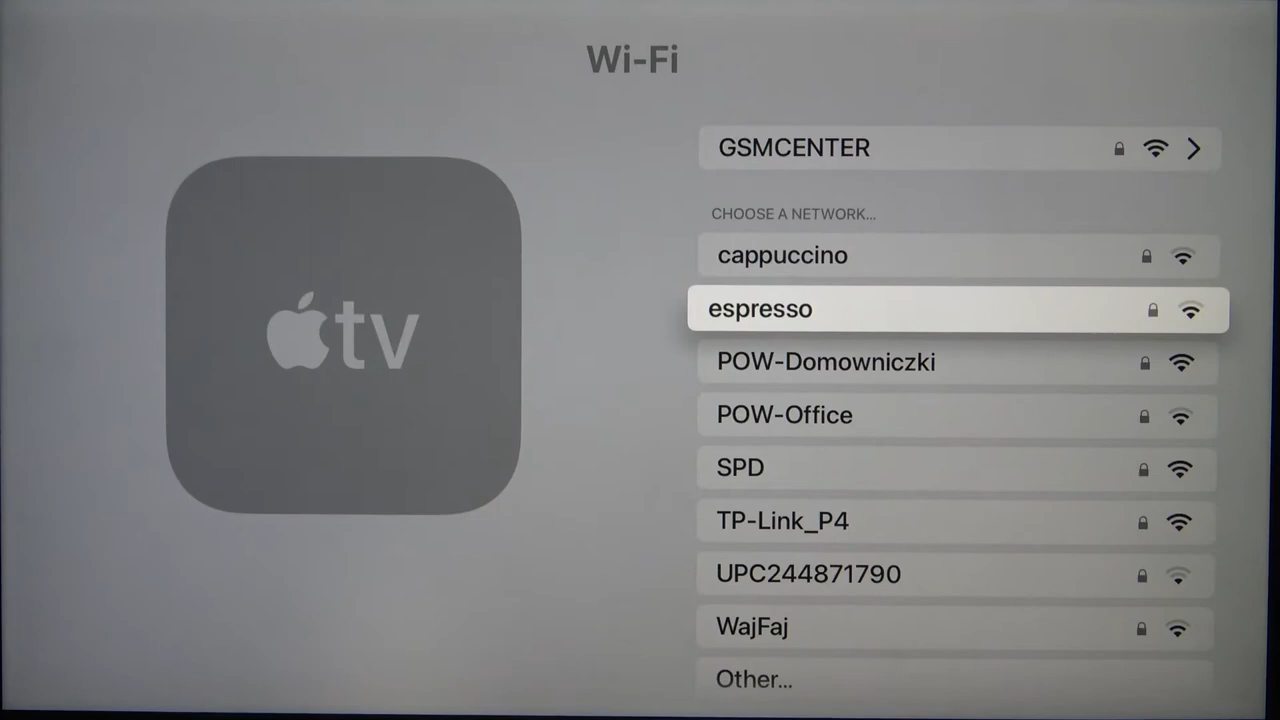 Wi-Fi
tv
GSMCENTER
CHOOSE A NETWORK...
cappuccino
espresso
POW-Domowniczki
POW-Office
SPD
TP-Link_P4
UPC244871790
WajFaj
Other...